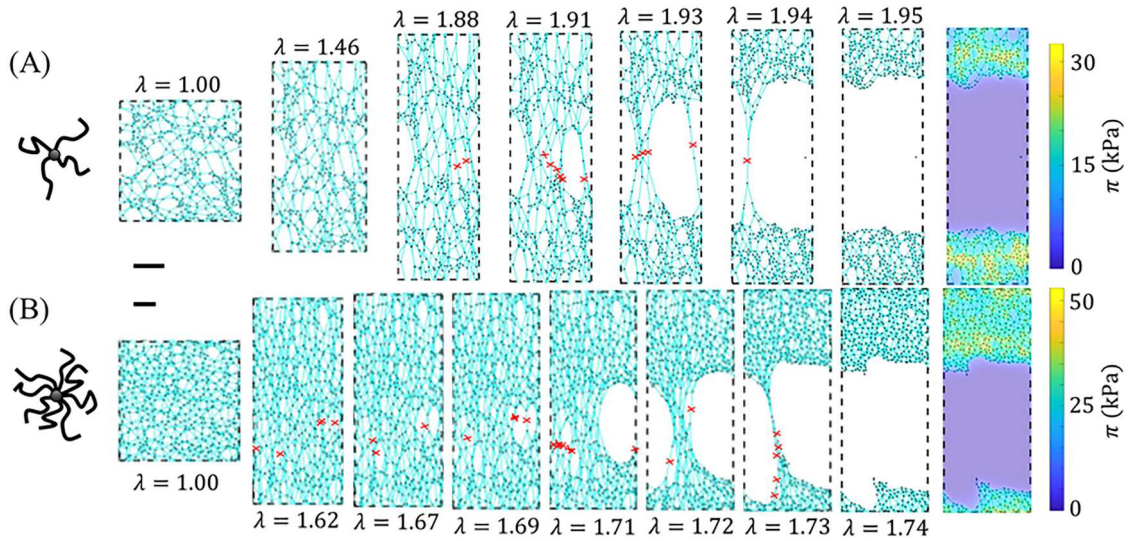 (A)
λ = 1.00
λ = 1.46
λ = 1.88
λ = 1.91
λ = 1.93
λ = 1.94
λ = 1.95
30
15
0
π (kPa)
(B)
λ = 1.00
λ = 1.62
λ = 1.67
λ = 1.69
λ = 1.71
λ = 1.72
λ = 1.73
λ = 1.74
50
25
0
π (kPa)